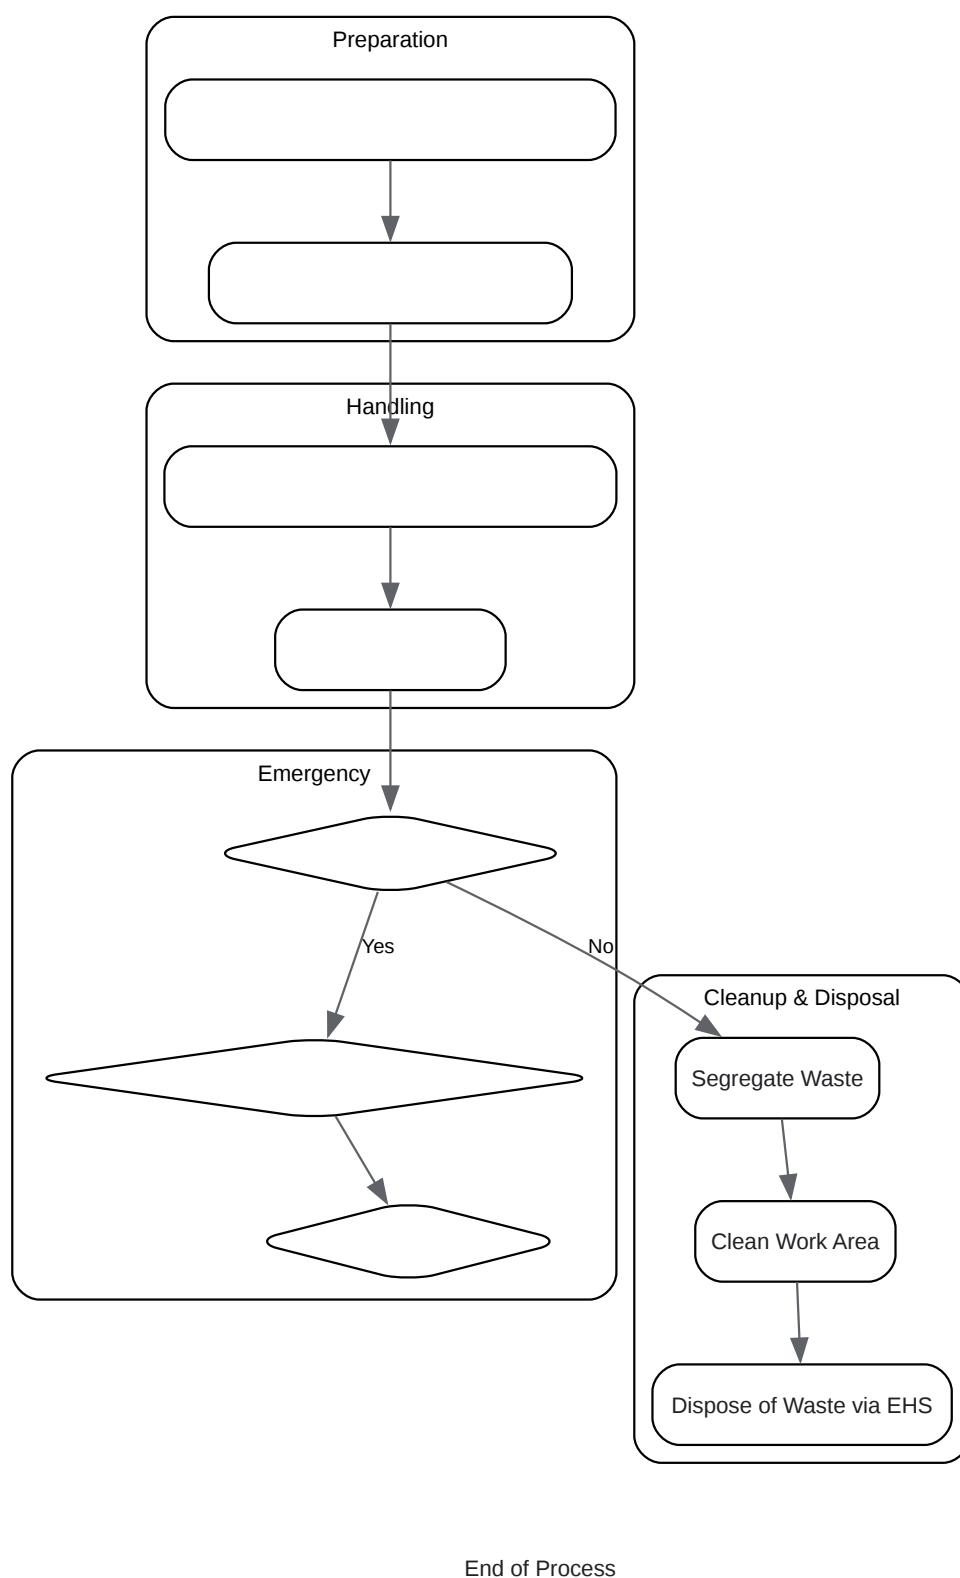 Preparation
Handling
Emergency
Yes
No
Cleanup & Disposal
Segregate Waste
Clean Work Area
Dispose of Waste via EHS
End of Process